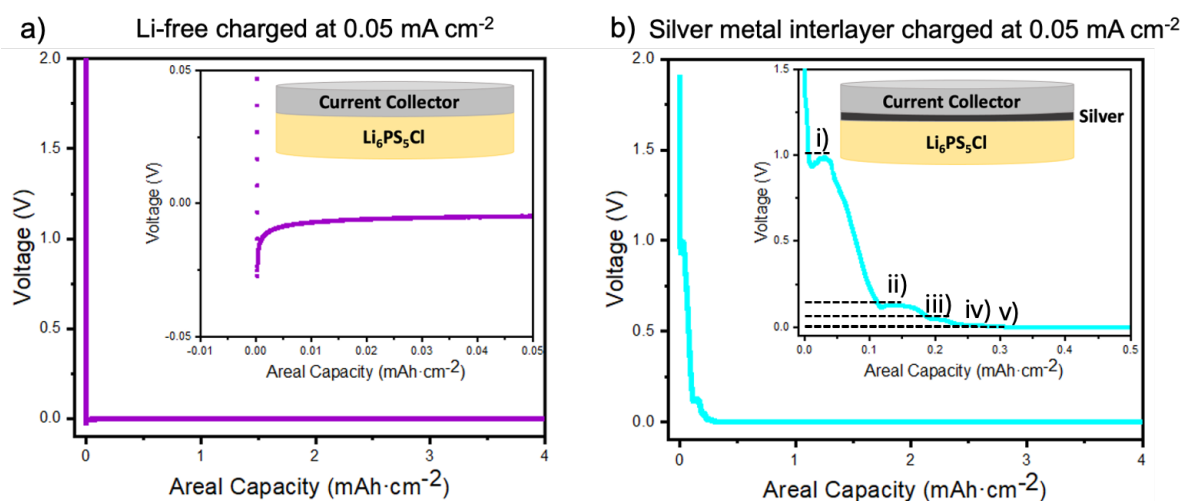 a)
Li-free charged at 0.05 mA cm⁻²
2.0
1.5
1.0
0.5
0.0
Voltage (V)
0
1
2
3
4
Areal Capacity (mAh·cm⁻²)
0.05
0.00
-0.05
Voltage (V)
-0.01
0.00
0.01
0.02
0.03
0.04
0.05
Areal Capacity (mAh·cm⁻²)
Current Collector
Li₆PS₅Cl
b)
Silver metal interlayer charged at 0.05 mA cm⁻²
2.0
1.5
1.0
0.5
0.0
Voltage (V)
0
1
2
3
4
Areal Capacity (mAh·cm⁻²)
1.5
1.0
0.5
0.0
Voltage (V)
0.0
0.1
0.2
0.3
0.4
0.5
Areal Capacity (mAh·cm⁻²)
Current Collector
Silver
Li₆PS₅Cl
i)
ii)
iii)
iv)
v)